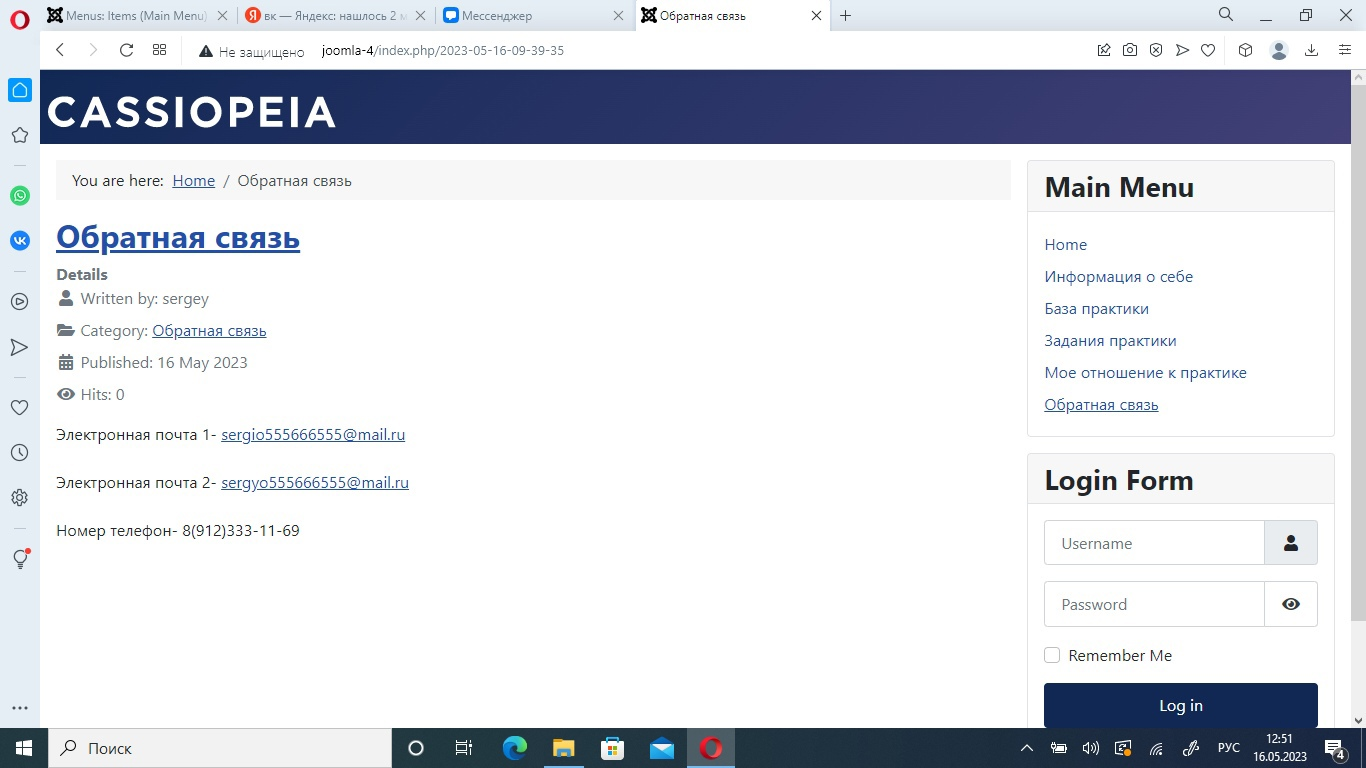 Menus: Items (Main Menu)
вк — Яндекс: нашлось 2 м
Мессенджер
Обратная связь
Не защищено
joomla-4/index.php/2023-05-16-09-39-35
CASSIOPEIA
You are here: Home / Обратная связь
Обратная связь
Details
Written by: sergey
Category: Обратная связь
Published: 16 May 2023
Hits: 0
Электронная почта 1- sergio555666555@mail.ru
Электронная почта 2- sergyo555666555@mail.ru
Номер телефон- 8(912)333-11-69
Main Menu
Home
Информация о себе
База практики
Задания практики
Мое отношение к практике
Обратная связь
Login Form
Username
Password
Remember Me
Log in
Поиск
РУС
12:51
16.05.2023
4